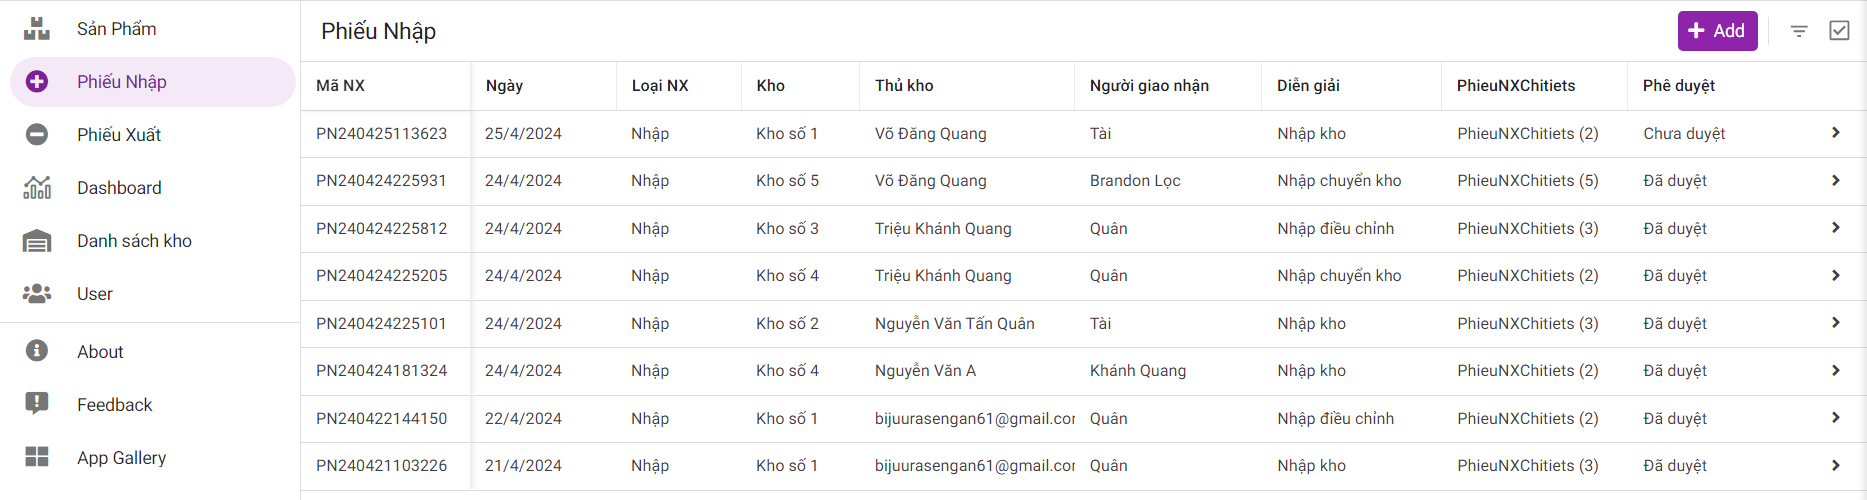 Sản Phẩm
Phiếu Nhập
Phiếu Xuất
Dashboard
Danh sách kho
User
About
Feedback
App Gallery
Phiếu Nhập
Add
Mã NX Ngày Loại NX Kho Thủ kho Người giao nhận Diễn giải PhieuNXChitiets Phê duyệt
PN240425113623 25/4/2024 Nhập Kho số 1 Võ Đăng Quang Tài Nhập kho PhieuNXChitiets (2) Chưa duyệt
PN240424225931 24/4/2024 Nhập Kho số 5 Võ Đăng Quang Brandon Lọc Nhập chuyển kho PhieuNXChitiets (5) Đã duyệt
PN240424225812 24/4/2024 Nhập Kho số 3 Triệu Khánh Quang Quân Nhập điều chỉnh PhieuNXChitiets (3) Đã duyệt
PN240424225205 24/4/2024 Nhập Kho số 4 Triệu Khánh Quang Quân Nhập chuyển kho PhieuNXChitiets (2) Đã duyệt
PN240424225101 24/4/2024 Nhập Kho số 2 Nguyễn Văn Tấn Quân Tài Nhập kho PhieuNXChitiets (3) Đã duyệt
PN240424181324 24/4/2024 Nhập Kho số 4 Nguyễn Văn A Khánh Quang Nhập kho PhieuNXChitiets (2) Đã duyệt
PN240422144150 22/4/2024 Nhập Kho số 1 bijuurasengan61@gmail.com Quân Nhập điều chỉnh PhieuNXChitiets (2) Đã duyệt
PN240421103226 21/4/2024 Nhập Kho số 1 bijuurasengan61@gmail.com Quân Nhập kho PhieuNXChitiets (3) Đã duyệt